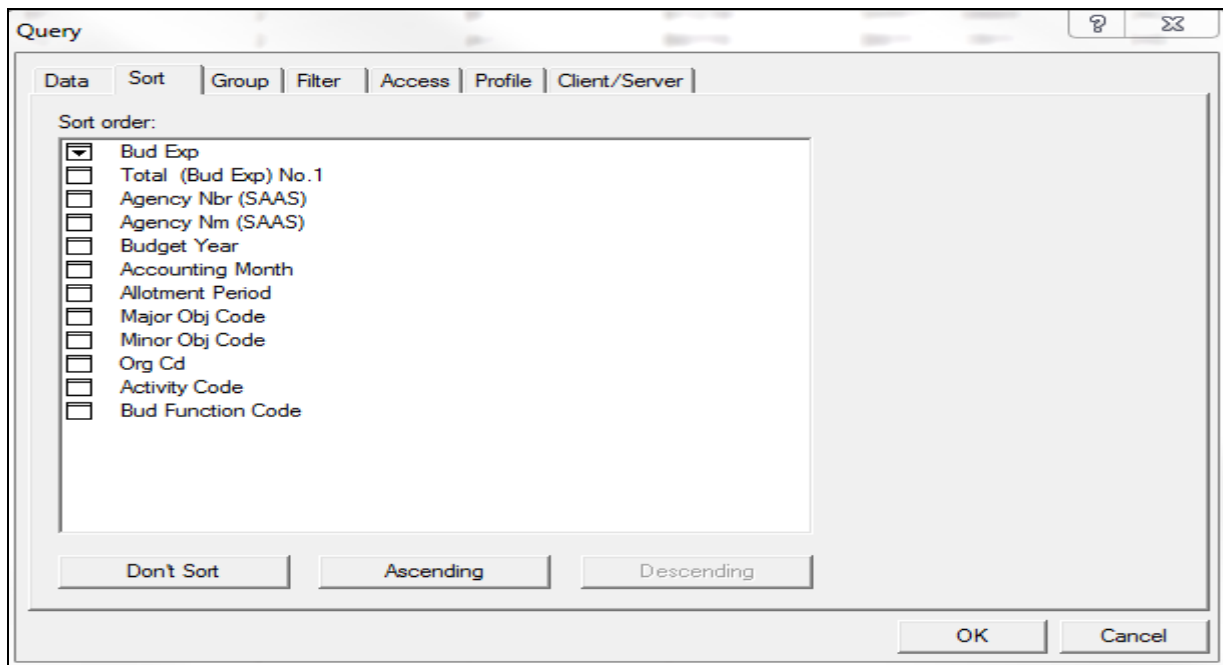 Query
Data Sort Group Filter Access Profile Client/Server
Sort order:
Bud Exp
Total (Bud Exp) No.1
Agency Nbr (SAAS)
Agency Nm (SAAS)
Budget Year
Accounting Month
Allotment Period
Major Obj Code
Minor Obj Code
Org Cd
Activity Code
Bud Function Code
Don't Sort Ascending Descending
OK Cancel